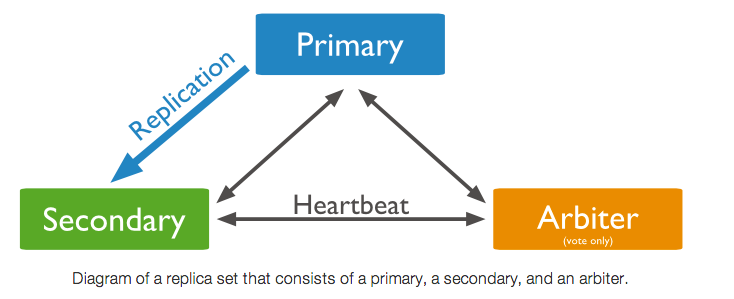 Primary
Replication
Secondary
Heartbeat
Arbiter
(vote only)
Diagram of a replica set that consists of a primary, a secondary, and an arbiter.